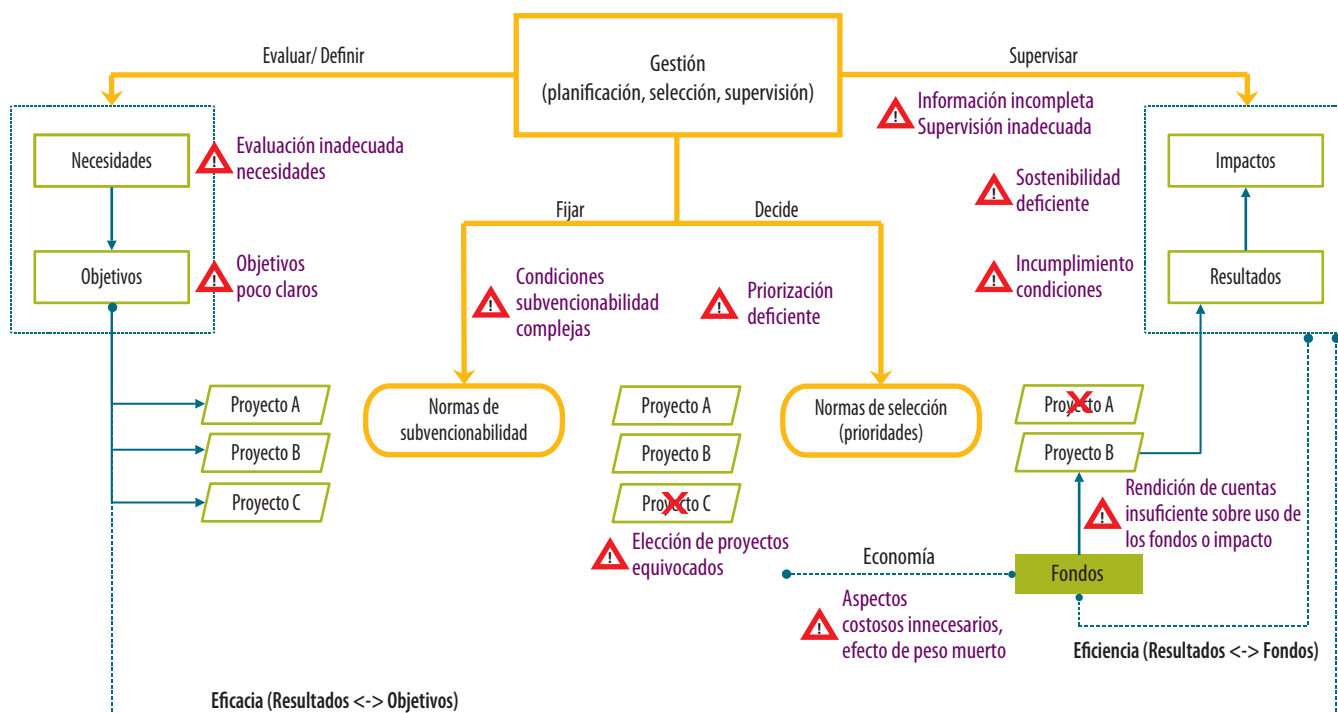 Evaluar/ Definir
Gestión
(planificación, selección, supervisión)
Supervisar
Información incompleta
Supervisión inadecuada
Necesidades
Evaluación inadecuada
necesidades
Impactos
Sostenibilidad
deficiente
Fijar
Decide
Objetivos
Objetivos
poco claros
Condiciones
subvencionabilidad
complejas
Priorización
deficiente
Incumplimiento
condiciones
Resultados
Proyecto A
Proyecto B
Proyecto C
Normas de
subvencionabilidad
Proyecto A
Proyecto B
Proyecto C
Elección de proyectos
equivocados
Normas de selección
(prioridades)
Proyecto A
Proyecto B
Rendición de cuentas
insuficiente sobre uso de
los fondos o impacto
Economía
Fondos
Aspectos
costosos innecesarios,
efecto de peso muerto
Eficiencia (Resultados <-> Fondos)
Eficacia (Resultados <-> Objetivos)